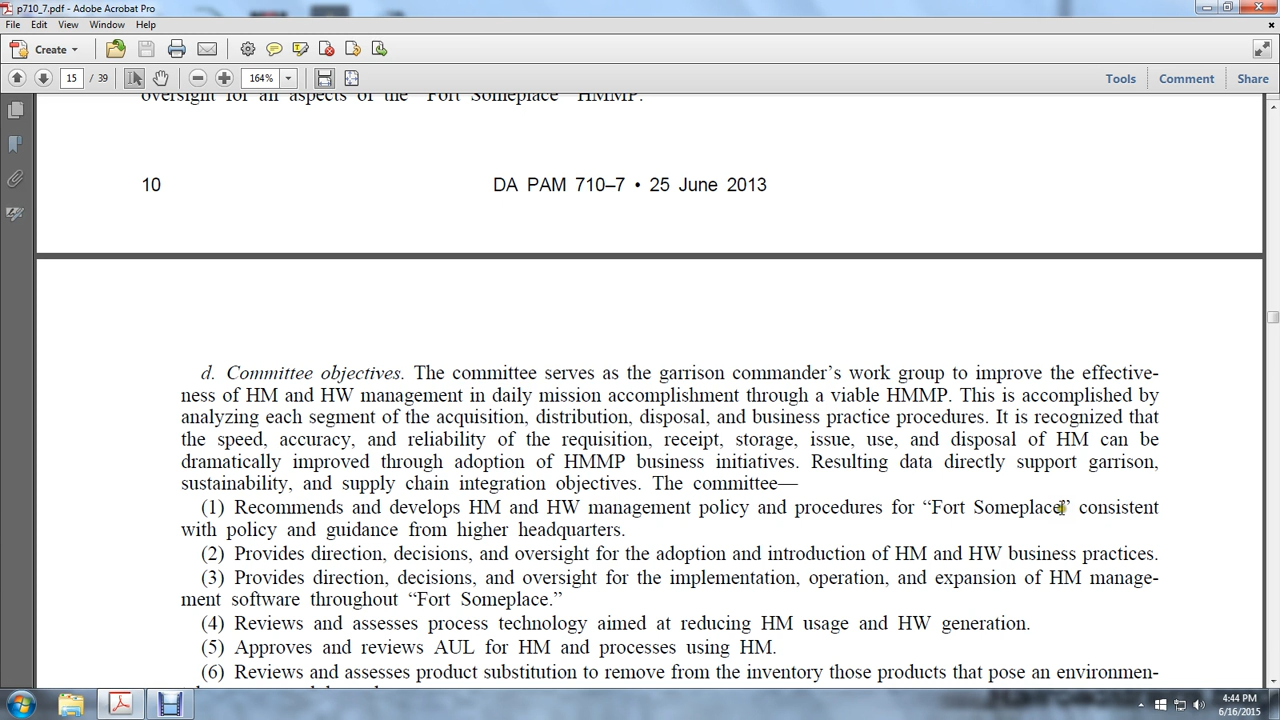 p710_7.pdf - Adobe Acrobat Pro
File Edit View Window Help
Create
15 / 39 164% Tools Comment Share
oversight for all aspects of the "Fort Someplace" HMMP.
10 DA PAM 710–7 • 25 June 2013
d. Committee objectives. The committee serves as the garrison commander's work group to improve the effective-
ness of HM and HW management in daily mission accomplishment through a viable HMMP. This is accomplished by
analyzing each segment of the acquisition, distribution, disposal, and business practice procedures. It is recognized that
the speed, accuracy, and reliability of the requisition, receipt, storage, issue, use, and disposal of HM can be
dramatically improved through adoption of HMMP business initiatives. Resulting data directly support garrison,
sustainability, and supply chain integration objectives. The committee—
(1) Recommends and develops HM and HW management policy and procedures for “Fort Someplace” consistent
with policy and guidance from higher headquarters.
(2) Provides direction, decisions, and oversight for the adoption and introduction of HM and HW business practices.
(3) Provides direction, decisions, and oversight for the implementation, operation, and expansion of HM manage-
ment software throughout “Fort Someplace.”
(4) Reviews and assesses process technology aimed at reducing HM usage and HW generation.
(5) Approves and reviews AUL for HM and processes using HM.
(6) Reviews and assesses product substitution to remove from the inventory those products that pose an environmen-
4:44 PM
6/16/2015